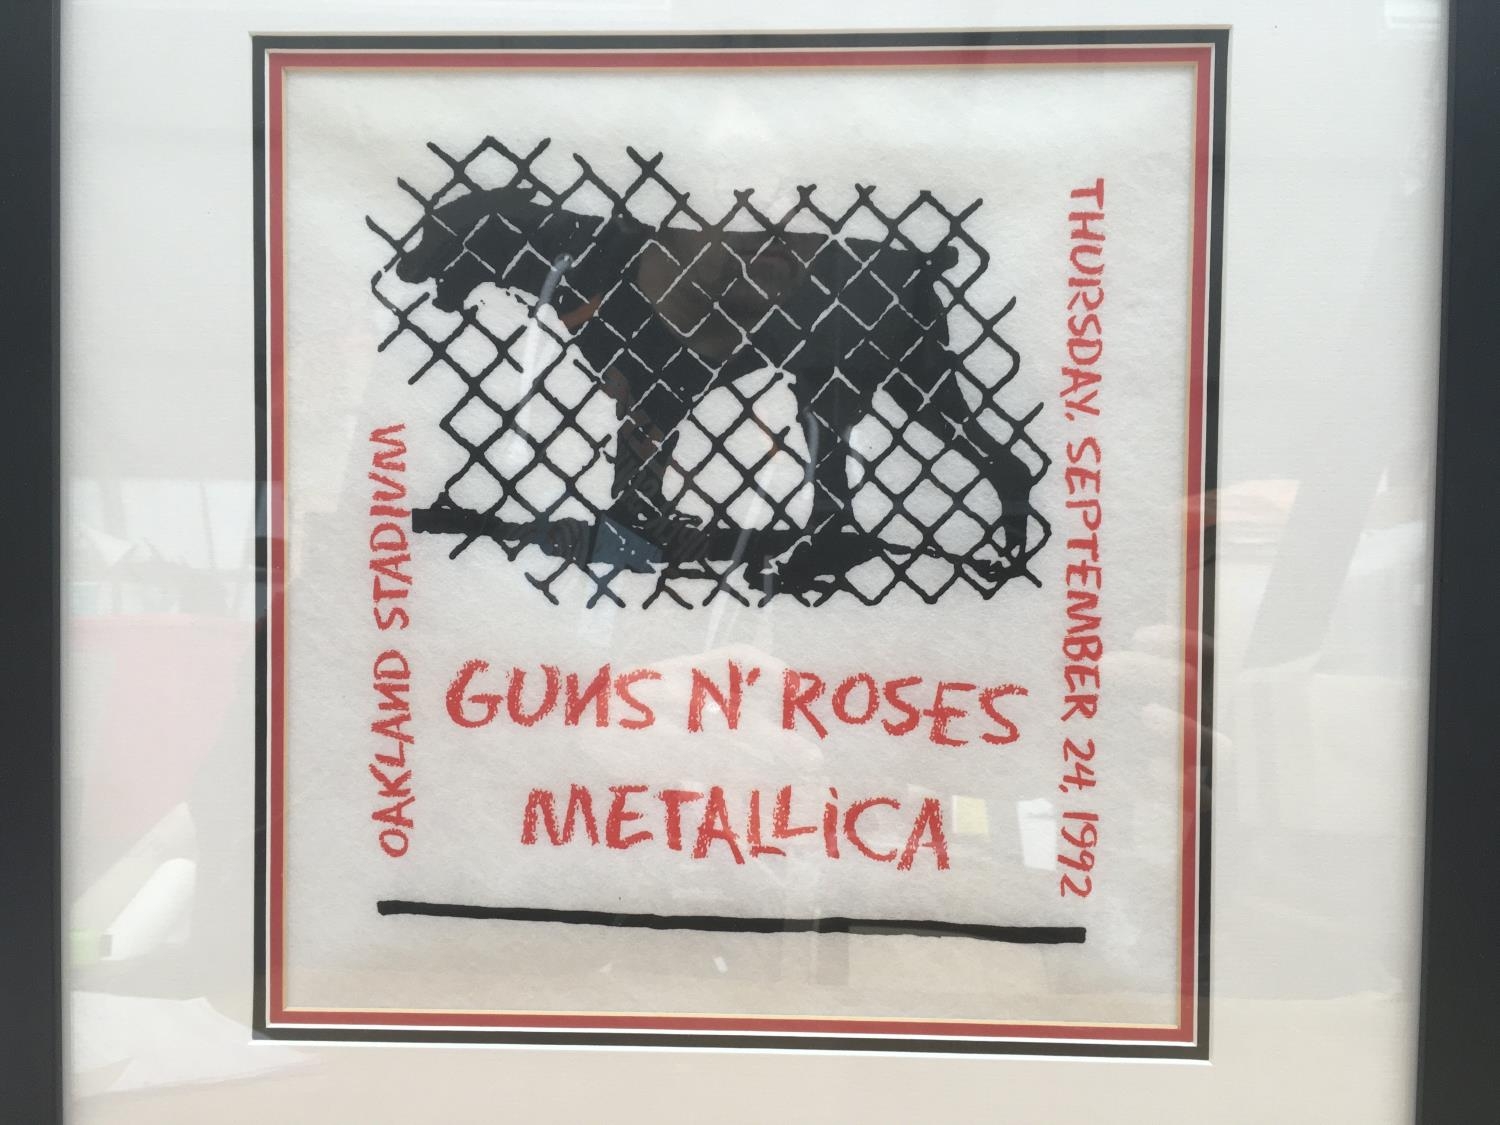 OAKLAND STADIUM
THURSDAY, SEPTEMBER 24, 1992
GUNS N' ROSES
METALLiCA